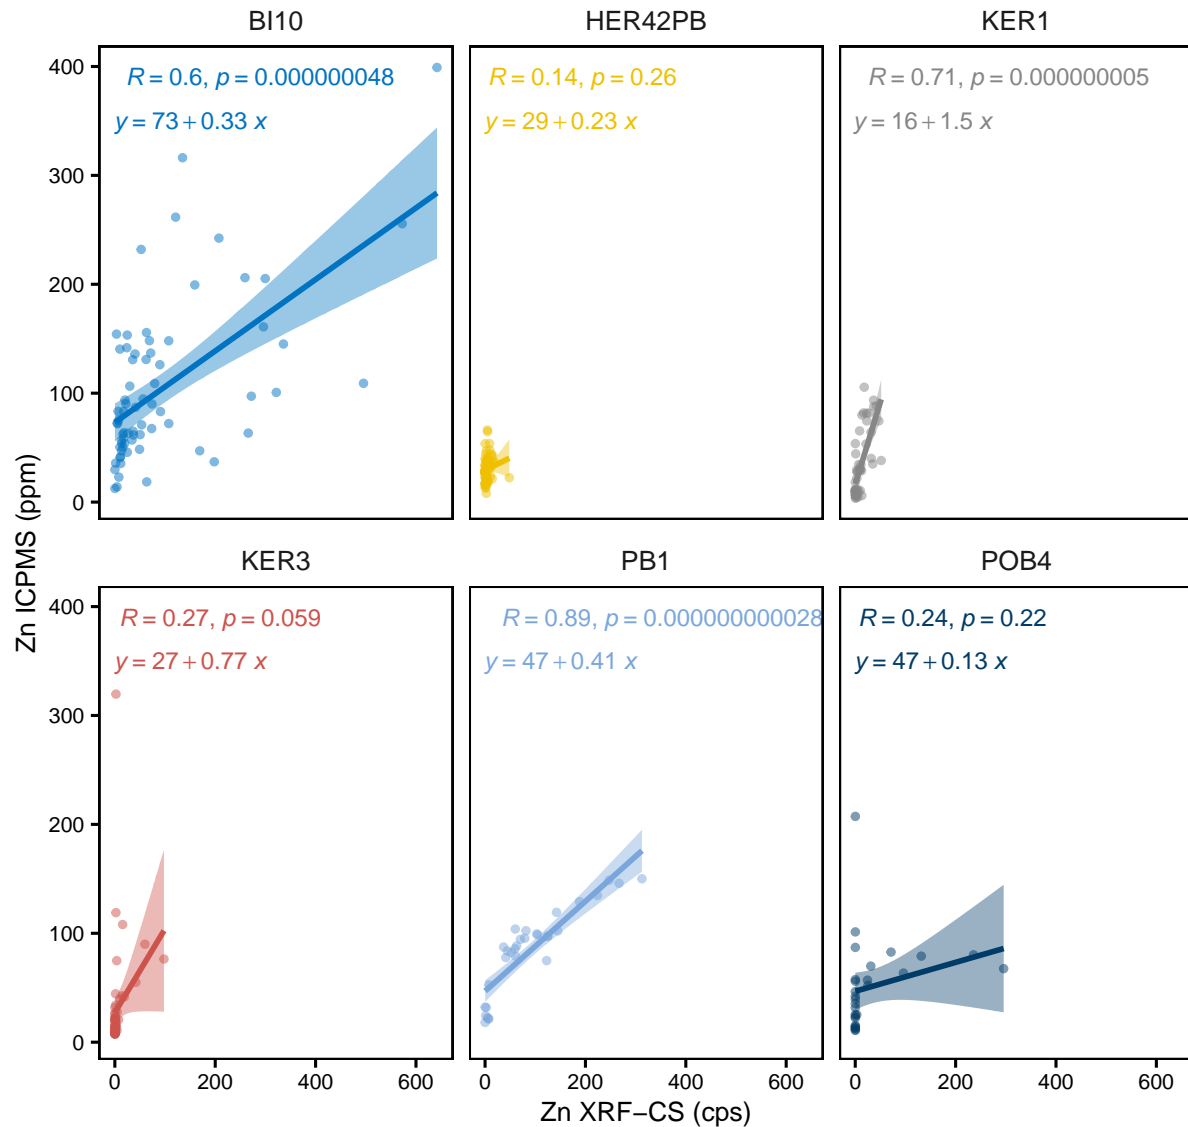 BI10 HER42PB KER1
R = 0.6, p = 0.000000048
y = 73 + 0.33 x
R = 0.14, p = 0.26
y = 29 + 0.23 x
R = 0.71, p = 0.000000005
y = 16 + 1.5 x
400
300
200
100
0
Zn ICPMS (ppm)
KER3 PB1 POB4
R = 0.27, p = 0.059
y = 27 + 0.77 x
R = 0.89, p = 0.000000000028
y = 47 + 0.41 x
R = 0.24, p = 0.22
y = 47 + 0.13 x
400
300
200
100
0
0 200 400 600 0 200 400 600 0 200 400 600
Zn XRF−CS (cps)